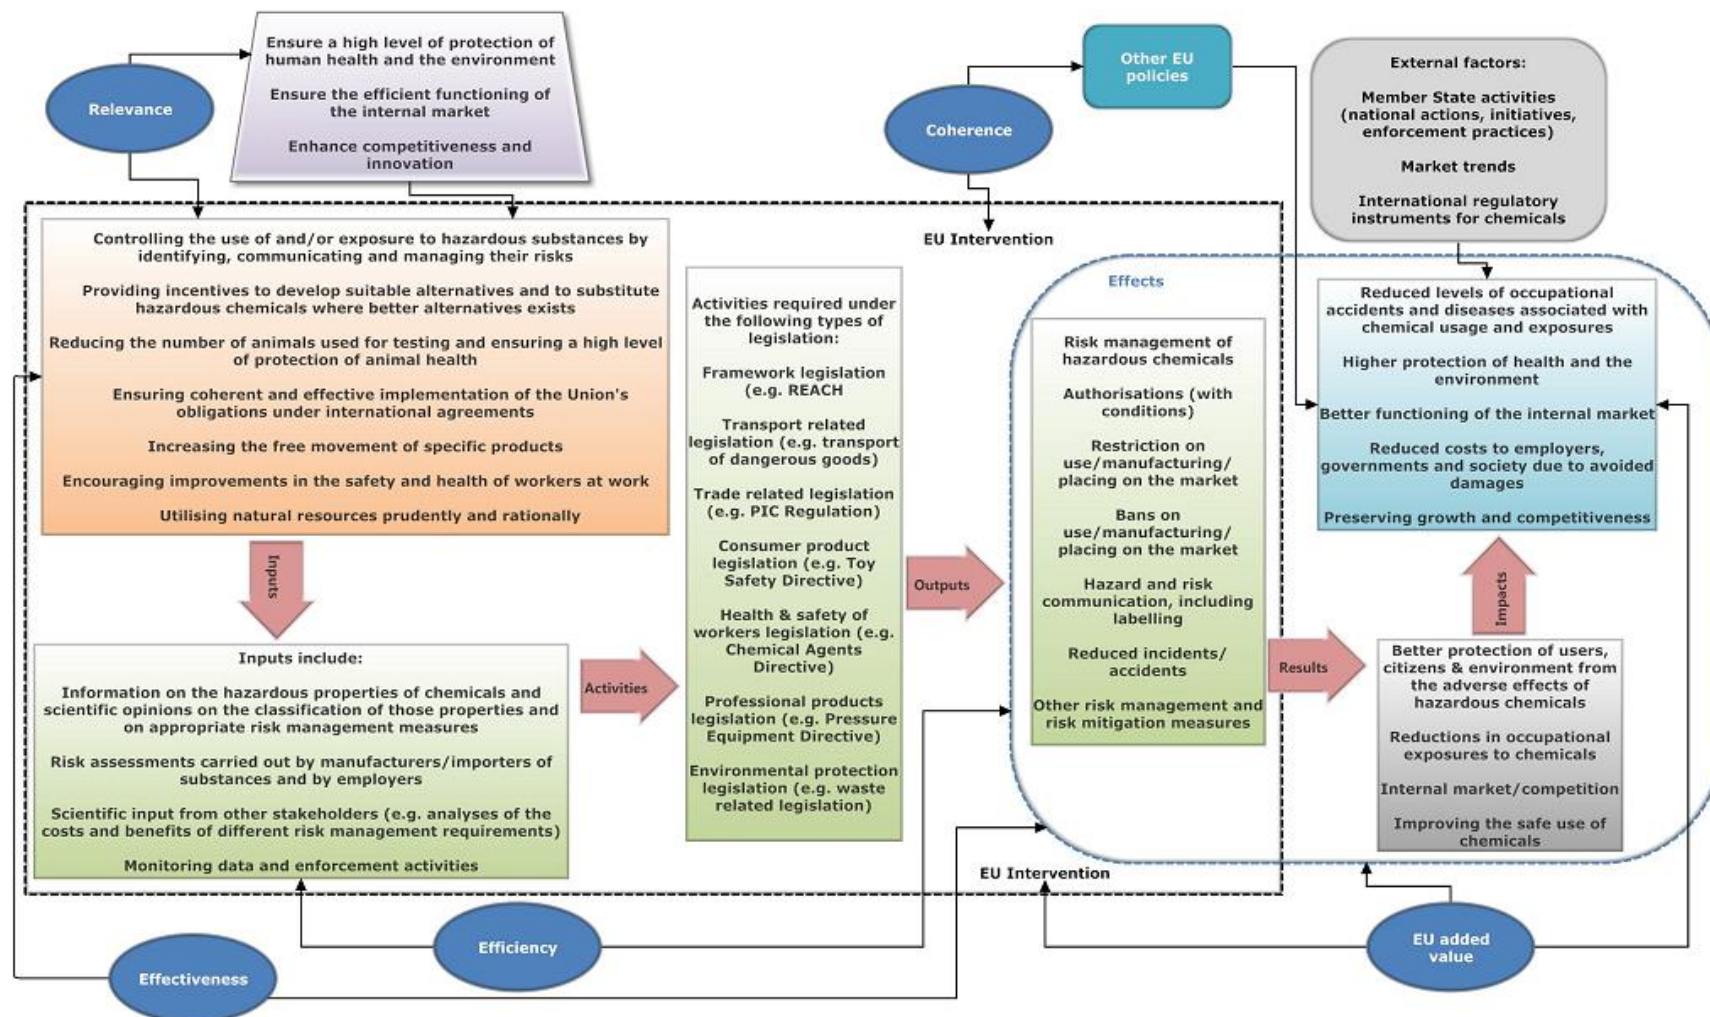 Relevance
Ensure a high level of protection of
human health and the environment
Ensure the efficient functioning of
the internal market
Enhance competitiveness and
innovation
Coherence
Other EU
policies
External factors:
Member State activities
(national actions, initiatives,
enforcement practices)
Market trends
International regulatory
instruments for chemicals
EU Intervention
Controlling the use of and/or exposure to hazardous substances by
identifying, communicating and managing their risks
Providing incentives to develop suitable alternatives and to substitute
hazardous chemicals where better alternatives exists
Reducing the number of animals used for testing and ensuring a high level
of protection of animal health
Ensuring coherent and effective implementation of the Union's
obligations under international agreements
Increasing the free movement of specific products
Encouraging improvements in the safety and health of workers at work
Utilising natural resources prudently and rationally
Inputs
Inputs include:
Information on the hazardous properties of chemicals and
scientific opinions on the classification of those properties and
on appropriate risk management measures
Risk assessments carried out by manufacturers/importers of
substances and by employers
Scientific input from other stakeholders (e.g. analyses of the
costs and benefits of different risk management requirements)
Monitoring data and enforcement activities
Activities
Activities required under
the following types of
legislation:
Framework legislation
(e.g. REACH
Transport related
legislation (e.g. transport
of dangerous goods)
Trade related legislation
(e.g. PIC Regulation)
Consumer product
legislation (e.g. Toy
Safety Directive)
Health & safety of
workers legislation (e.g.
Chemical Agents
Directive)
Professional products
legislation (e.g. Pressure
Equipment Directive)
Environmental protection
legislation (e.g. waste
related legislation)
Outputs
Effects
Risk management of
hazardous chemicals
Authorisations (with
conditions)
Restriction on
use/manufacturing/
placing on the market
Bans on
use/manufacturing/
placing on the market
Hazard and risk
communication, including
labelling
Reduced incidents/
accidents
Other risk management and
risk mitigation measures
Results
Reduced levels of occupational
accidents and diseases associated with
chemical usage and exposures
Higher protection of health and the
environment
Better functioning of the internal market
Reduced costs to employers,
governments and society due to avoided
damages
Preserving growth and competitiveness
Impacts
Better protection of users,
citizens & environment from
the adverse effects of
hazardous chemicals
Reductions in occupational
exposures to chemicals
Internal market/competition
Improving the safe use of
chemicals
EU Intervention
Effectiveness
Efficiency
EU added
value